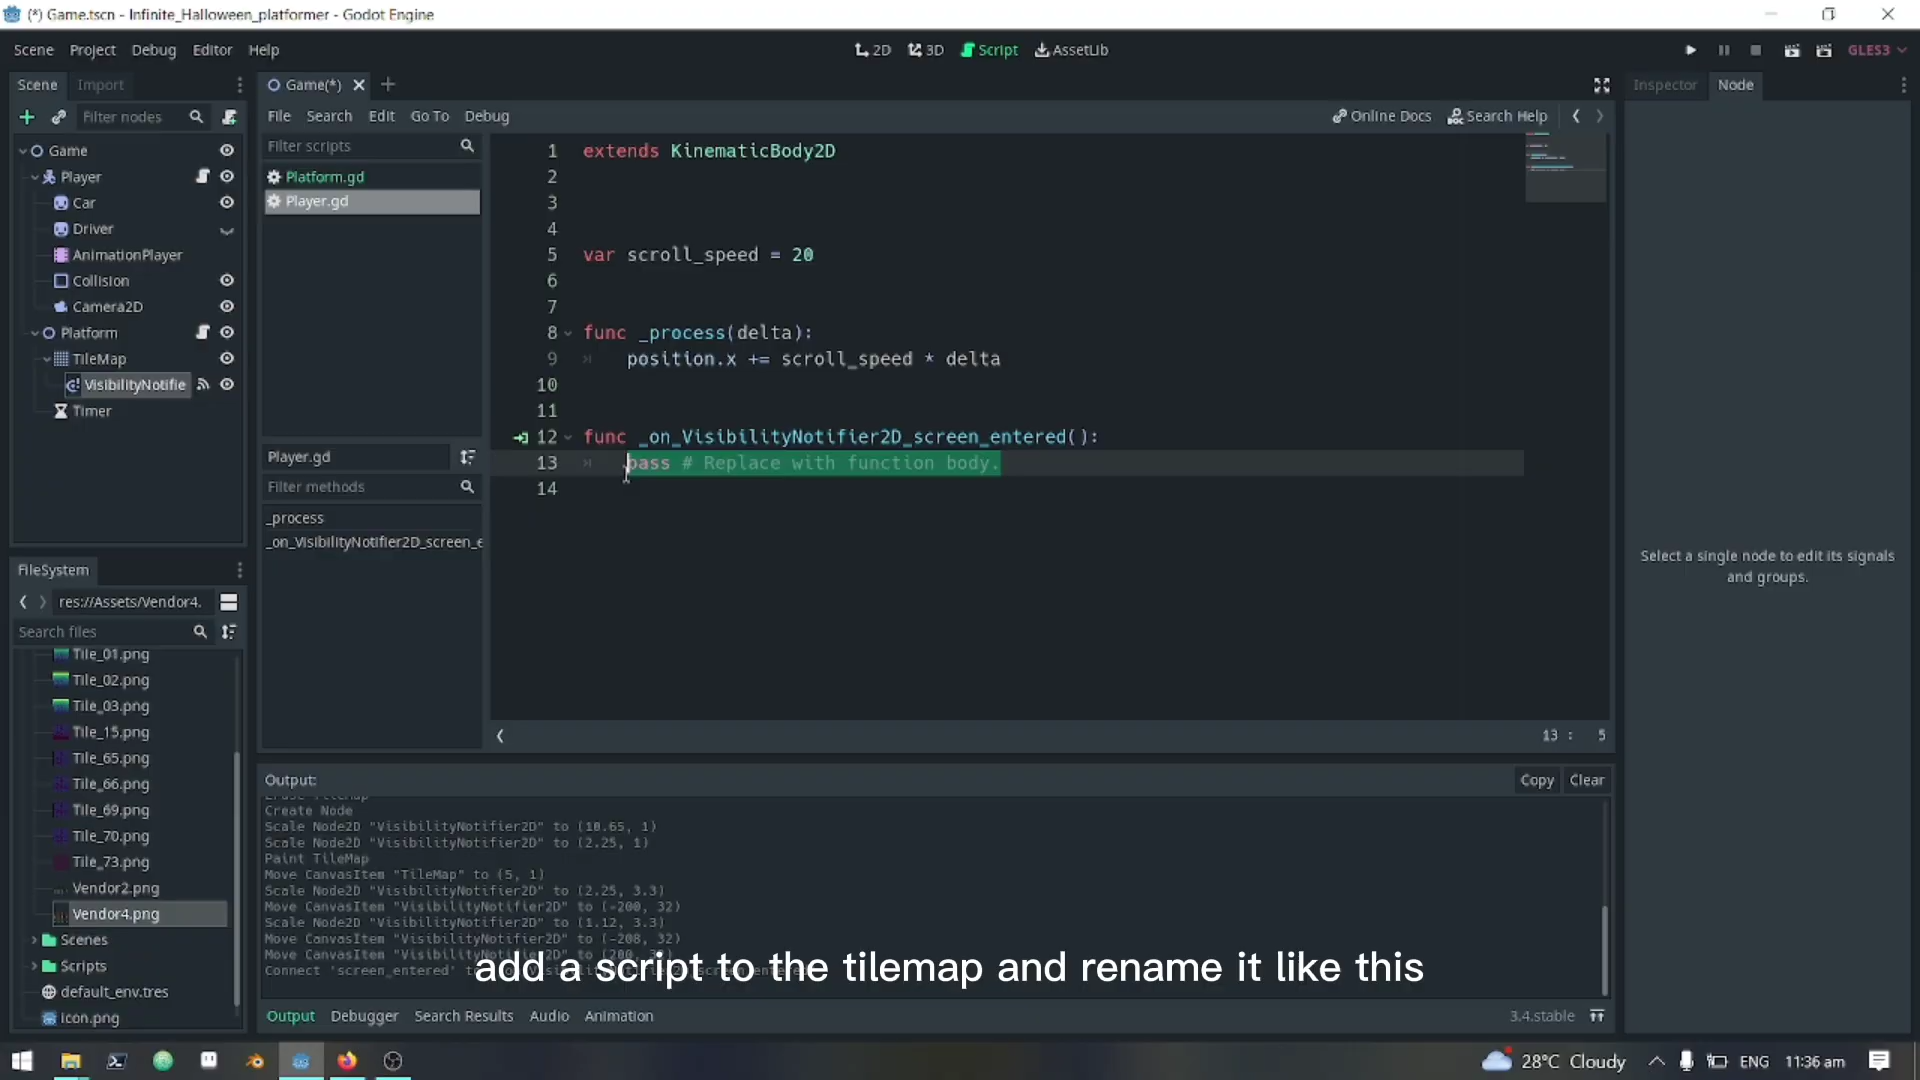 (*) Game.tscn - Infinite_Halloween_platformer - Godot Engine
Scene Project Debug Editor Help
2D 3D Script AssetLib
GLES3
Scene Import
Game(*)
Inspector Node
Filter nodes
File Search Edit Go To Debug
Online Docs Search Help
Game
Player
Car
Driver
AnimationPlayer
Collision
Camera2D
Platform
TileMap
VisibilityNotifie
Timer
Filter scripts
Platform.gd
Player.gd
Player.gd
Filter methods
_process
_on_VisibilityNotifier2D_screen_e
1 extends KinematicBody2D
2
3
4
5 var scroll_speed = 20
6
7
8 func _process(delta):
9 position.x += scroll_speed * delta
10
11
12 func _on_VisibilityNotifier2D_screen_entered():
13 pass # Replace with function body.
14
13 : 5
Select a single node to edit its signals
and groups.
FileSystem
res://Assets/Vendor4.
Search files
Tile_01.png
Tile_02.png
Tile_03.png
Tile_15.png
Tile_65.png
Tile_66.png
Tile_69.png
Tile_70.png
Tile_73.png
Vendor2.png
Vendor4.png
Scenes
Scripts
default_env.tres
icon.png
Output:
Copy Clear
Erase TileMap
Create Node
Scale Node2D "VisibilityNotifier2D" to (10.65, 1)
Scale Node2D "VisibilityNotifier2D" to (2.25, 1)
Paint TileMap
Move CanvasItem "TileMap" to (5, 1)
Scale Node2D "VisibilityNotifier2D" to (2.25, 3.3)
Move CanvasItem "VisibilityNotifier2D" to (-200, 32)
Scale Node2D "VisibilityNotifier2D" to (1.12, 3.3)
Move CanvasItem "VisibilityNotifier2D" to (-208, 32)
Move CanvasItem "VisibilityNotifier2D" to (200,
Connect 'screen_entered' to
add a script to the tilemap and rename it like this
Output Debugger Search Results Audio Animation
3.4.stable
28°C Cloudy
ENG
11:36 am